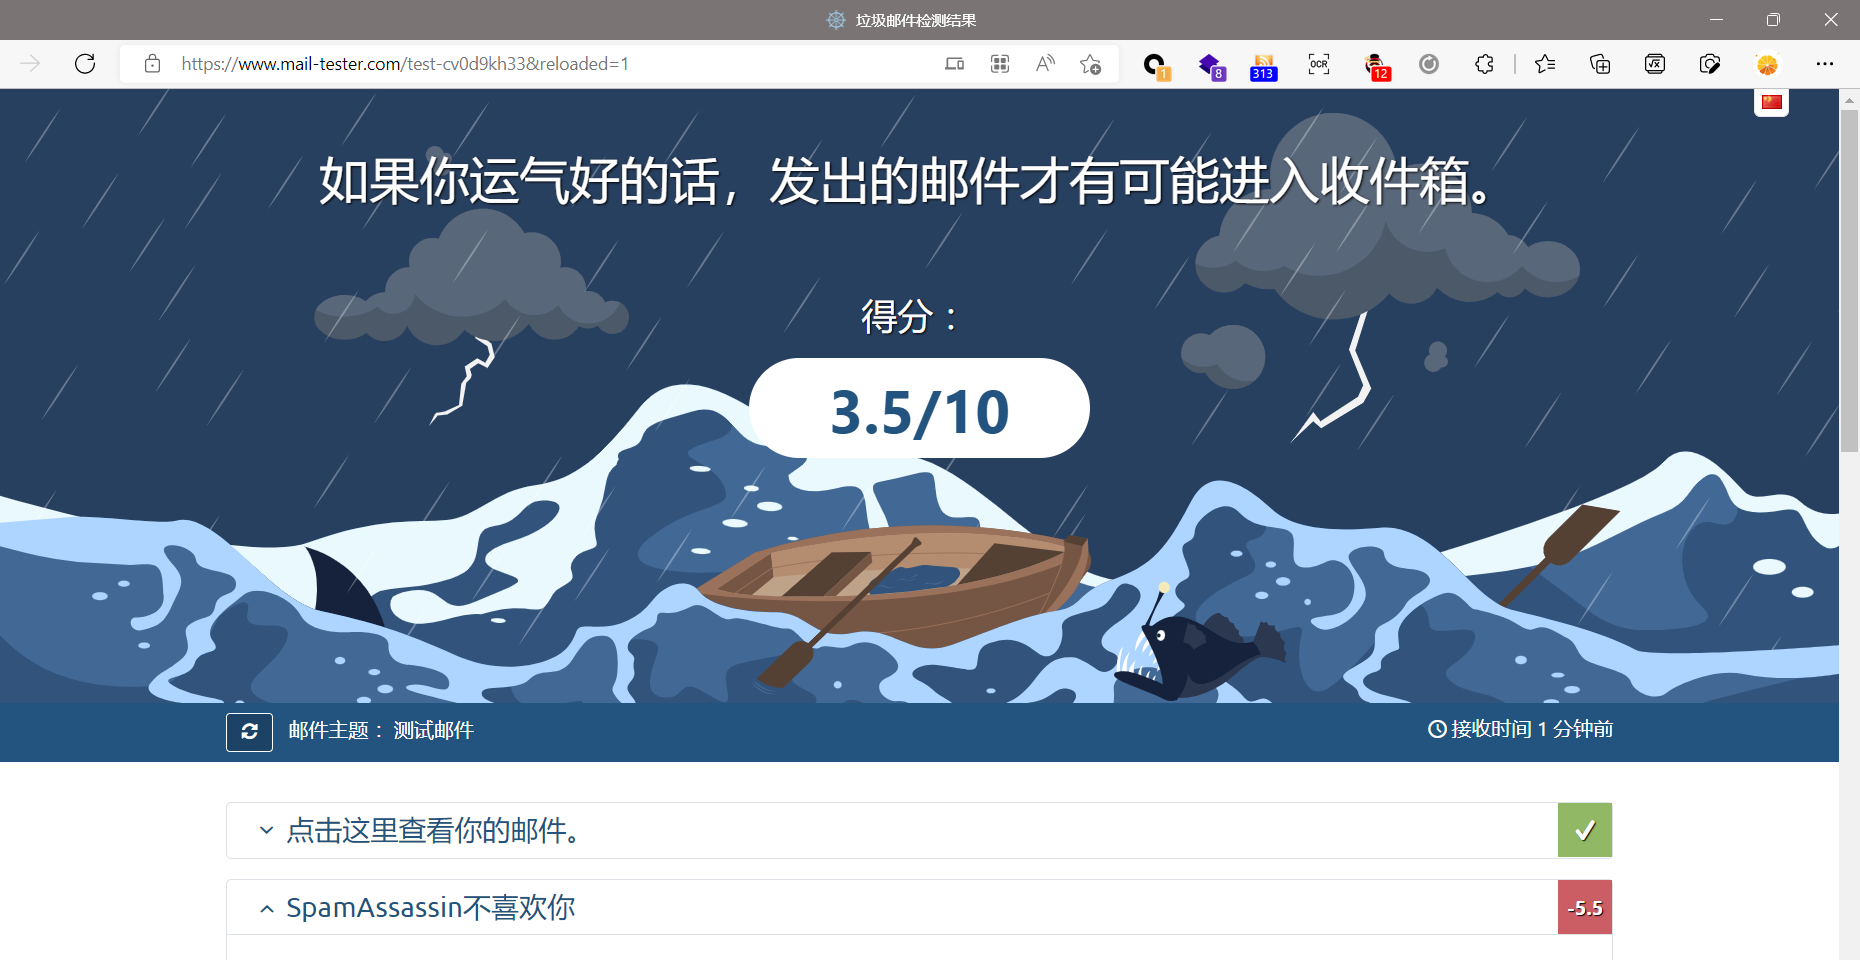 垃圾邮件检测结果
https://www.mail-tester.com/test-cv0d9kh33&reloaded=1
1
8
313
OCR
12
如果你运气好的话，发出的邮件才有可能进入收件箱。
得分：
3.5/10
邮件主题： 测试邮件
接收时间 1 分钟前
点击这里查看你的邮件。
SpamAssassin不喜欢你
-5.5